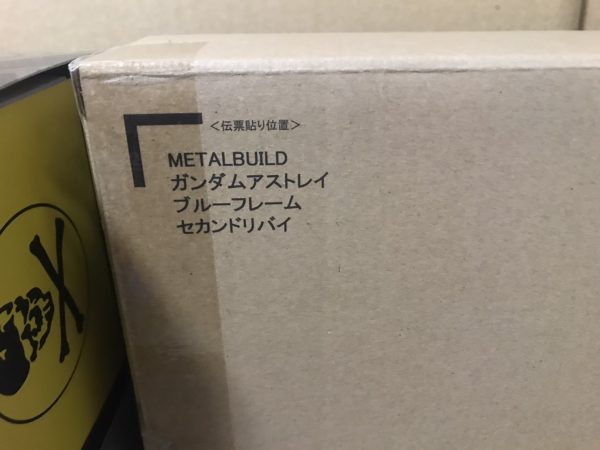 <伝票貼り位置>
METALBUILD
ガンダムアストレイ
ブルーフレーム
セカンドリバイ